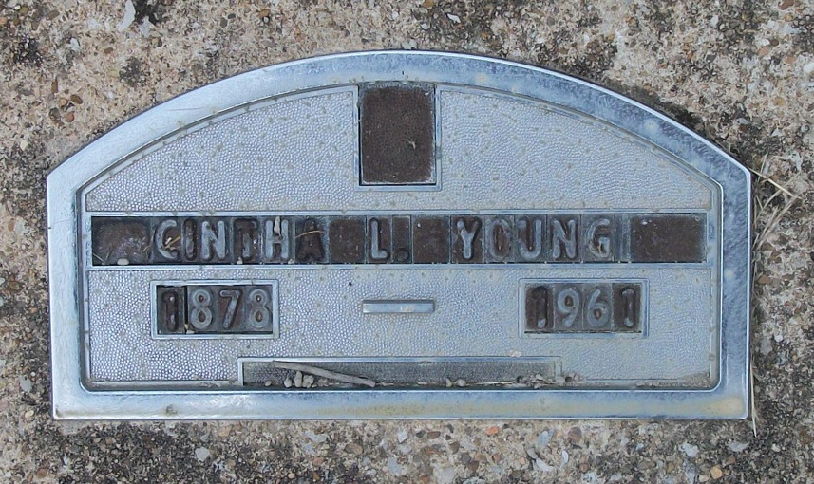 CINTHA L. YOUNG
1878 — 1961